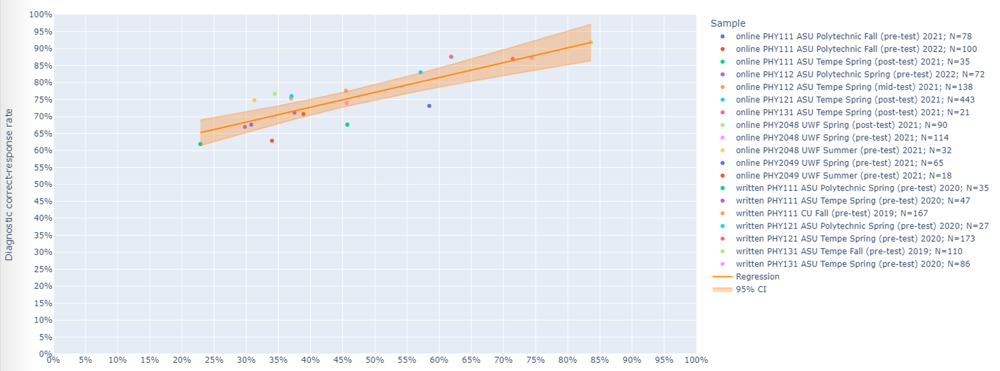 Diagnostic correct-response rate
100%
95%
90%
85%
80%
75%
70%
65%
60%
55%
50%
45%
40%
35%
30%
25%
20%
15%
10%
5%
0%
0% 5% 10% 15% 20% 25% 30% 35% 40% 45% 50% 55% 60% 65% 70% 75% 80% 85% 90% 95% 100%
Sample
online PHY111 ASU Polytechnic Fall (pre-test) 2021; N=78
online PHY111 ASU Polytechnic Fall (pre-test) 2022; N=100
online PHY111 ASU Tempe Spring (post-test) 2021; N=35
online PHY112 ASU Polytechnic Spring (pre-test) 2022; N=72
online PHY112 ASU Tempe Spring (mid-test) 2021; N=138
online PHY121 ASU Tempe Spring (post-test) 2021; N=443
online PHY131 ASU Tempe Spring (post-test) 2021; N=21
online PHY2048 UWF Spring (post-test) 2021; N=90
online PHY2048 UWF Spring (pre-test) 2021; N=114
online PHY2048 UWF Summer (pre-test) 2021; N=32
online PHY2049 UWF Spring (pre-test) 2021; N=65
online PHY2049 UWF Summer (pre-test) 2021; N=18
written PHY111 ASU Polytechnic Spring (pre-test) 2020; N=35
written PHY111 ASU Tempe Spring (pre-test) 2020; N=47
written PHY111 CU Fall (pre-test) 2019; N=167
written PHY121 ASU Polytechnic Spring (pre-test) 2020; N=27
written PHY121 ASU Tempe Spring (pre-test) 2020; N=173
written PHY131 ASU Tempe Fall (pre-test) 2019; N=110
written PHY131 ASU Tempe Spring (pre-test) 2020; N=86
Regression
95% CI